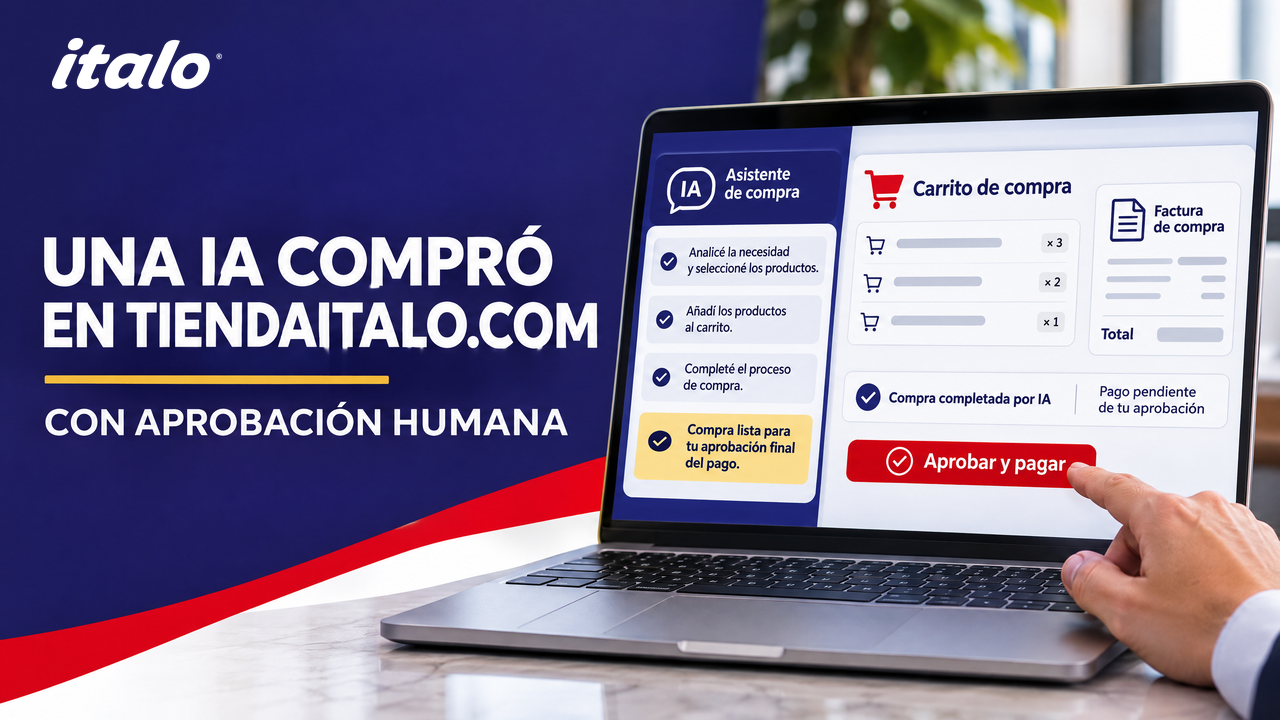 italo®
UNA IA COMPRÓ
EN TIENDAITALO.COM
CON APROBACIÓN HUMANA
IA
Asistente
de compra
Analicé la necesidad
y seleccioné los productos.
Añadí los productos
al carrito.
Completé el proceso
de compra.
Compra lista para
tu aprobación final
del pago.
Carrito de compra
× 3
× 2
× 1
Factura
de compra
Total
Compra completada por IA
Pago pendiente
de tu aprobación
Aprobar y pagar